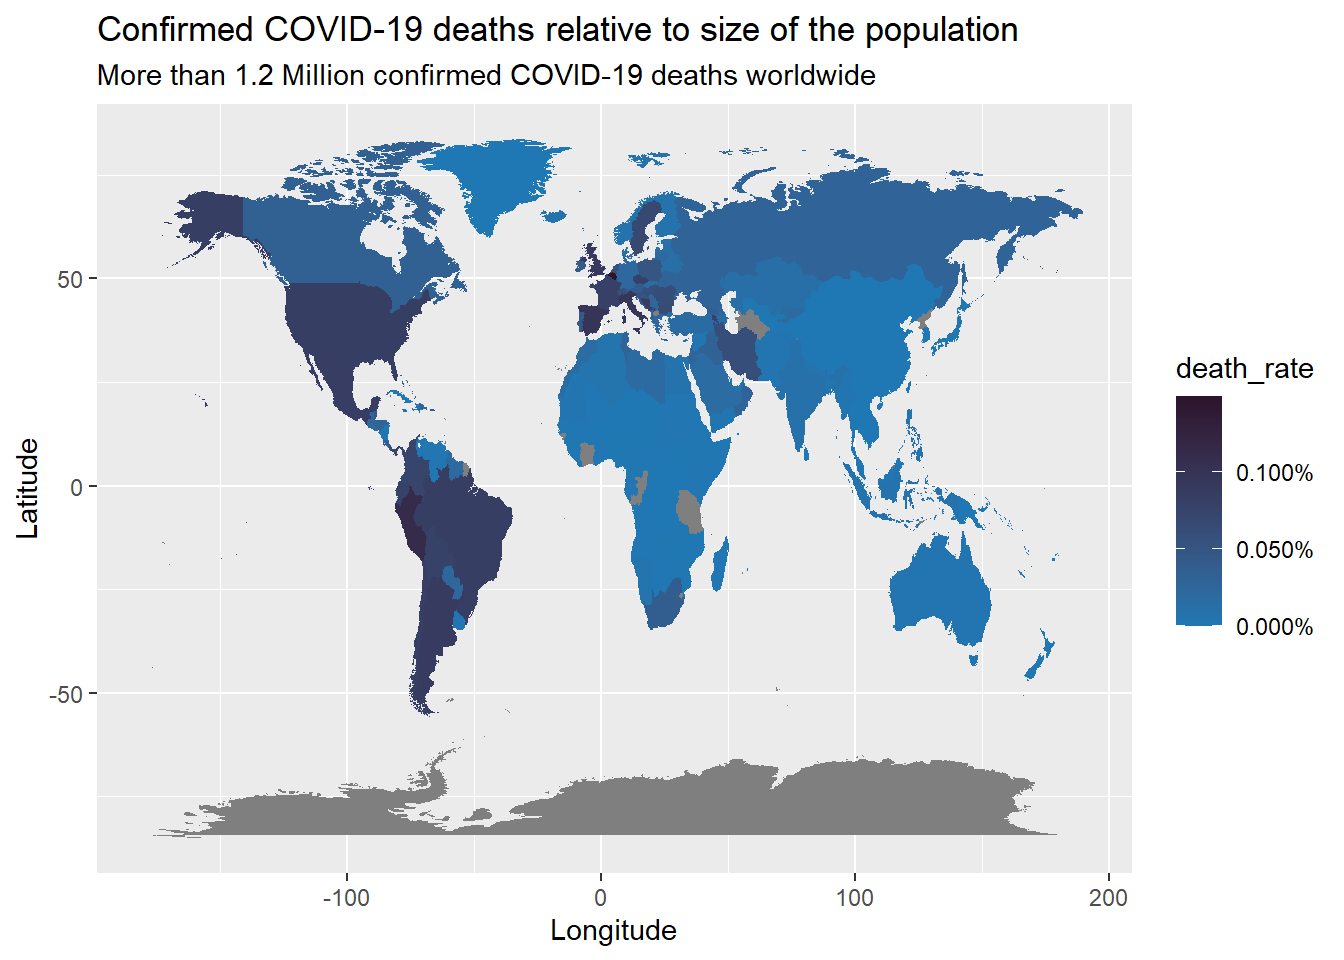 Confirmed COVID-19 deaths relative to size of the population
More than 1.2 Million confirmed COVID-19 deaths worldwide
50
0
-50
Latitude
-100
0
100
200
Longitude
death_rate
0.100%
0.050%
0.000%